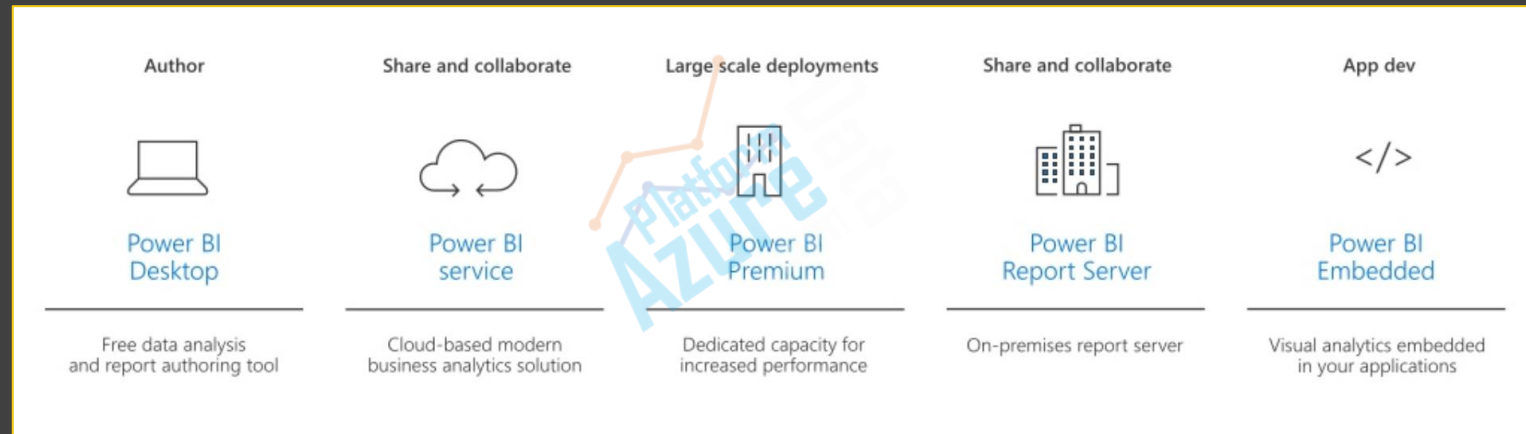 Author
Share and collaborate
Large scale deployments
Share and collaborate
App dev
</>
Power BI
Desktop
Power BI
service
Power BI
Premium
Power BI
Report Server
Power BI
Embedded
Free data analysis
and report authoring tool
Cloud-based modern
business analytics solution
Dedicated capacity for
increased performance
On-premises report server
Visual analytics embedded
in your applications
Platform
Azure